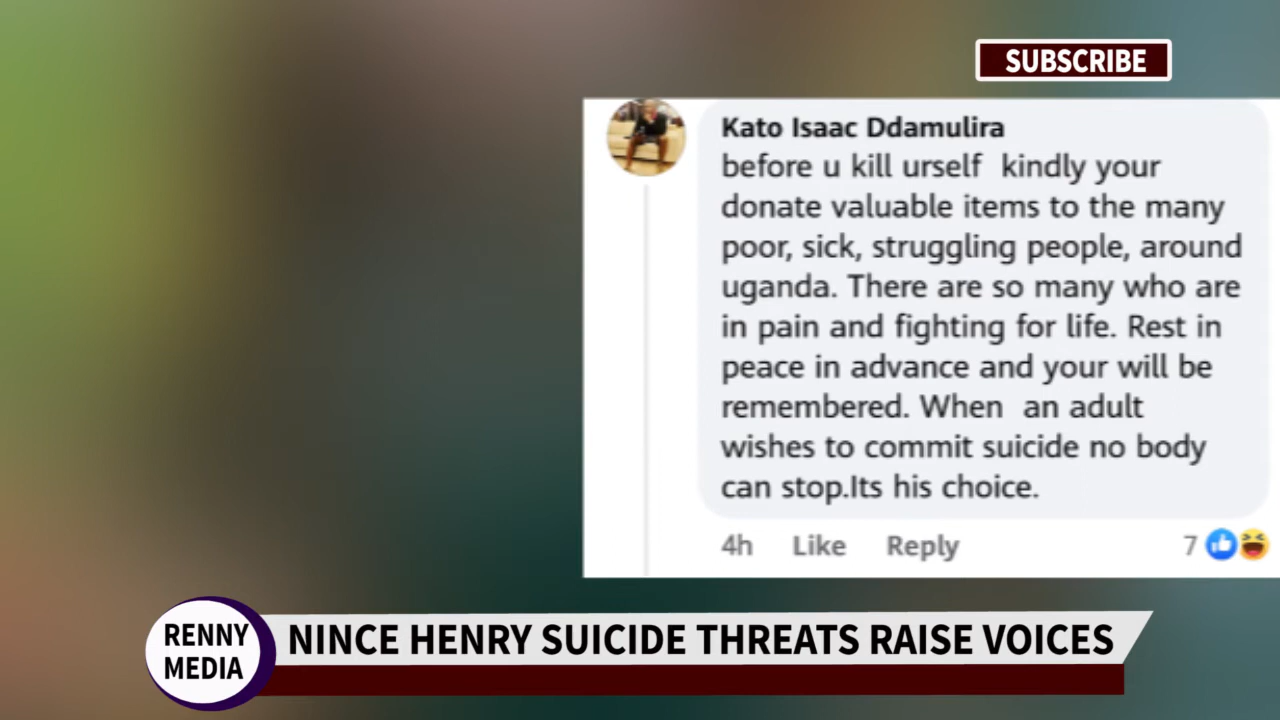 SUBSCRIBE
Kato Isaac Ddamulira
before u kill urself kindly your
donate valuable items to the many
poor, sick, struggling people, around
uganda. There are so many who are
in pain and fighting for life. Rest in
peace in advance and your will be
remembered. When an adult
wishes to commit suicide no body
can stop.Its his choice.
4h Like Reply 7
RENNY
MEDIA
NINCE HENRY SUICIDE THREATS RAISE VOICES